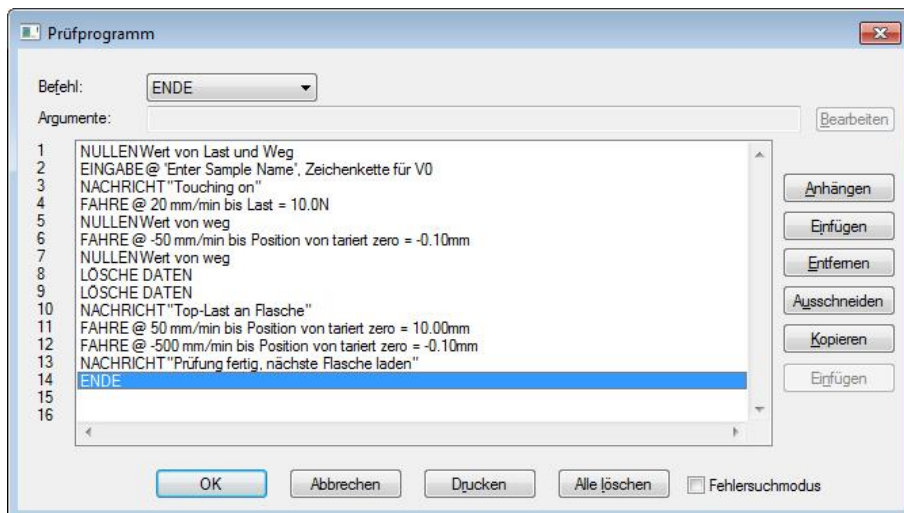 Prüfprogramm
Befehl: ENDE
Argumente: Bearbeiten
1 NULLEN Wert von Last und Weg
2 EINGABE @ "Enter Sample Name", Zeichenkette für V0
3 NACHRICHT "Touching on"
4 FAHRE @ 20 mm/min bis Last = 10.0N
5 NULLEN Wert von weg
6 FAHRE @ -50 mm/min bis Position von tariert zero = -0.10mm
7 NULLEN Wert von weg
8 LÖSCHE DATEN
9 LÖSCHE DATEN
10 NACHRICHT "Top-Last an Flasche"
11 FAHRE @ 50 mm/min bis Position von tariert zero = 10.00mm
12 FAHRE @ -500 mm/min bis Position von tariert zero = -0.10mm
13 NACHRICHT "Prüfung fertig, nächste Flasche laden"
14 ENDE
15
16
Anhängen
Einfügen
Entfernen
Ausschneiden
Kopieren
Einfügen
OK Abbrechen Drucken Alle löschen Fehlersuchmodus